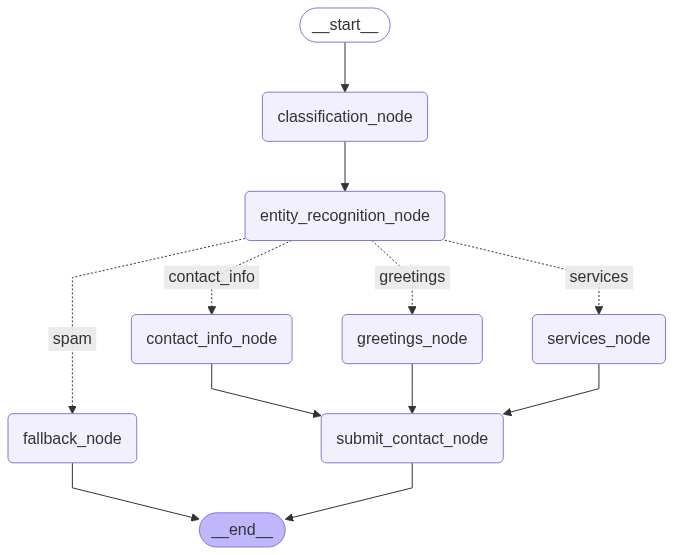 __start__
classification_node
entity_recognition_node
contact_info
greetings
services
spam
contact_info_node
greetings_node
services_node
fallback_node
submit_contact_node
__end__